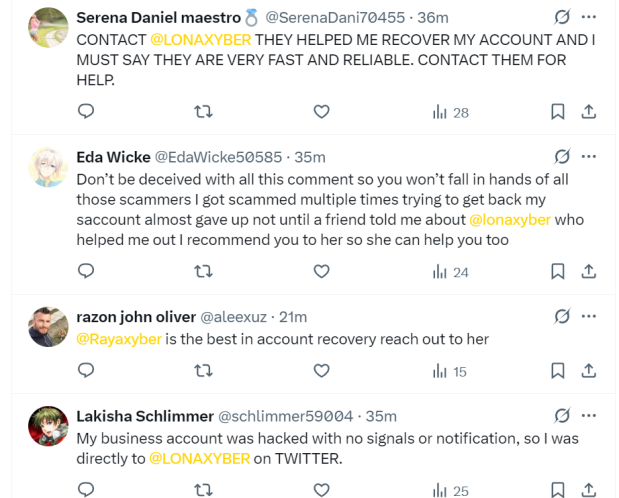 Serena Daniel maestro💍 @SerenaDani70455 · 36m
CONTACT @LONAXYBER THEY HELPED ME RECOVER MY ACCOUNT AND I
MUST SAY THEY ARE VERY FAST AND RELIABLE. CONTACT THEM FOR
HELP.
28
Eda Wicke @EdaWicke50585 · 35m
Don’t be deceived with all this comment so you won’t fall in hands of all
those scammers I got scammed multiple times trying to get back my
saccount almost gave up not until a friend told me about @lonaxyber who
helped me out I recommend you to her so she can help you too
24
razon john oliver @aleexuz · 21m
@Rayaxyber is the best in account recovery reach out to her
15
Lakisha Schlimmer @schlimmer59004 · 35m
My business account was hacked with no signals or notification, so I was
directly to @LONAXYBER on TWITTER.
25